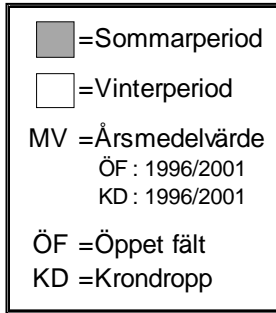 =Sommarperiod
=Vinterperiod
MV =Årsmedelvärde
ÖF : 1996/2001
KD : 1996/2001
ÖF =Öppet fält
KD =Krondropp